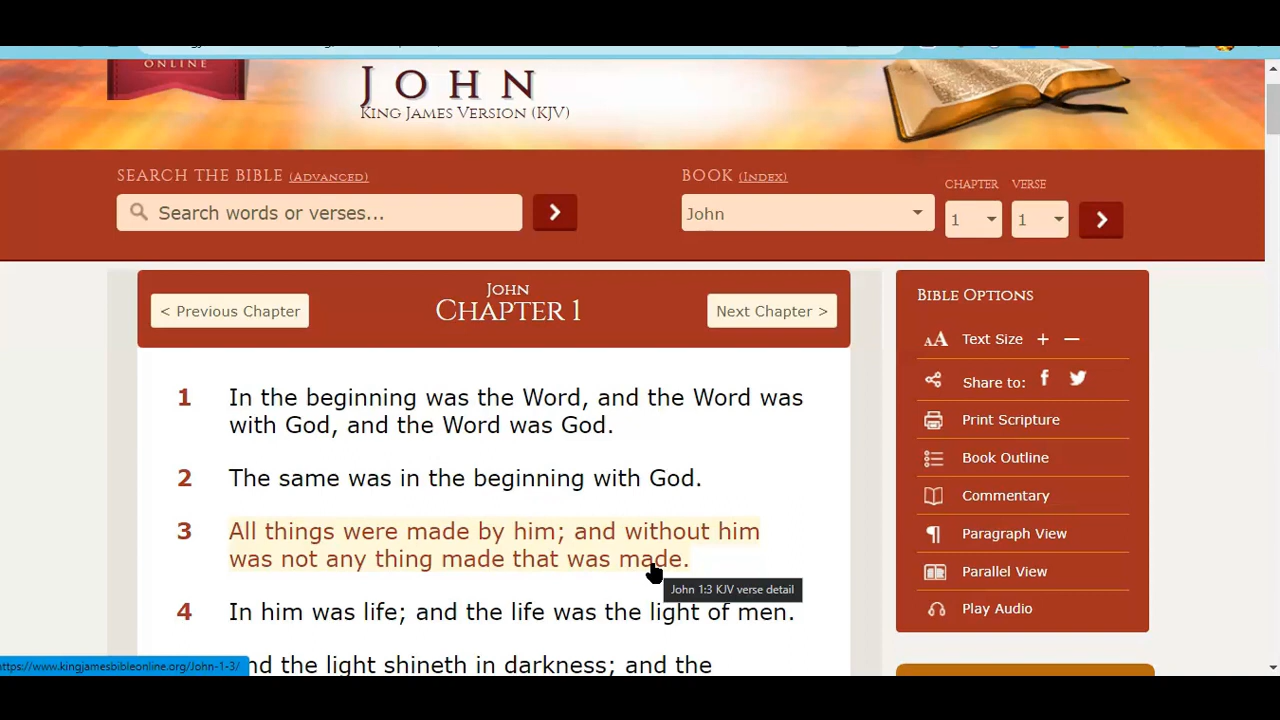 ONLINE
JOHN
KING JAMES VERSION (KJV)
SEARCH THE BIBLE (ADVANCED)
BOOK (INDEX)
CHAPTER
VERSE
Search words or verses...
John
1
1
< Previous Chapter
JOHN
CHAPTER 1
Next Chapter >
1 In the beginning was the Word, and the Word was
with God, and the Word was God.
2 The same was in the beginning with God.
3 All things were made by him; and without him
was not any thing made that was made.
John 1:3 KJV verse detail
4 In him was life; and the life was the light of men.
the light shineth in darkness; and the
BIBLE OPTIONS
AA Text Size + —
Share to:
Print Scripture
Book Outline
Commentary
Paragraph View
Parallel View
Play Audio
https://www.kingjamesbibleonline.org/John-1-3/